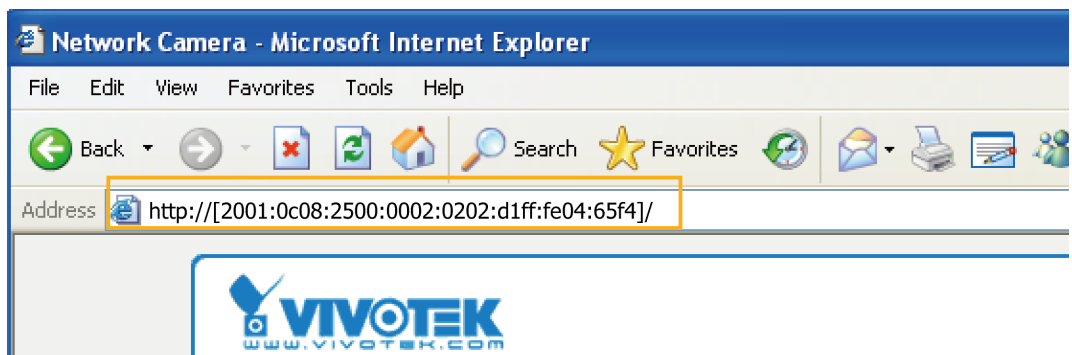 Network Camera - Microsoft Internet Explorer
File Edit View Favorites Tools Help
Back Search Favorites
Address http://[2001:0c08:2500:0002:0202:d1ff:fe04:65f4]/
VIVOTEK
www.vivotek.com